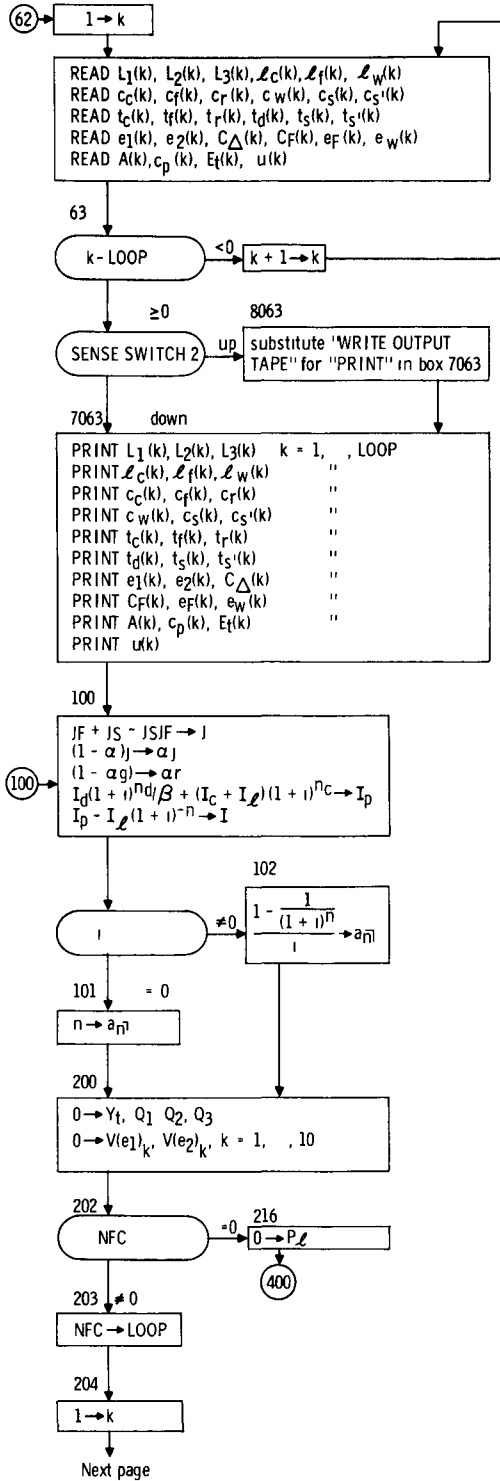 62
1 → k
READ L₁(k), L₂(k), L₃(k), ℓc(k), ℓf(k), ℓw(k)
READ cc(k), cf(k), cr(k), cw(k), cs(k), cs'(k)
READ tc(k), tf(k), tr(k), td(k), ts(k), ts'(k)
READ e₁(k), e₂(k), C△(k), CF(k), eF(k), ew(k)
READ A(k), cp(k), Et(k), u(k)
63
k - LOOP
<0
k + 1 → k
≥0
8063
SENSE SWITCH 2
up
substitute "WRITE OUTPUT
TAPE" for "PRINT" in box 7063
7063 down
PRINT L₁(k), L₂(k), L₃(k) k = 1, , LOOP
PRINT ℓc(k), ℓf(k), ℓw(k) "
PRINT cc(k), cf(k), cr(k) "
PRINT cw(k), cs(k), cs'(k) "
PRINT tc(k), tf(k), tr(k) "
PRINT td(k), ts(k), ts'(k) "
PRINT e₁(k), e₂(k), C△(k) "
PRINT CF(k), eF(k), ew(k) "
PRINT A(k), cp(k), Et(k) "
PRINT u(k)
100
JF + JS - JSJF → J
(1 - α)J → αJ
100
(1 - αg) → αr
Id(1 + i)^nd/β + (Ic + Iℓ)(1 + i)^nc → Ip
Ip - Iℓ(1 + i)^-n → I
102
i
≠0
1 - 1/(1 + i)^n / i → an̅
101 = 0
n → an̅
200
0 → Yt, Q₁ Q₂, Q₃
0 → V(e₁)k, V(e₂)k, k = 1, , 10
202
NFC
=0
216
0 → Pℓ
400
203 ≠ 0
NFC → LOOP
204
1 → k
Next page